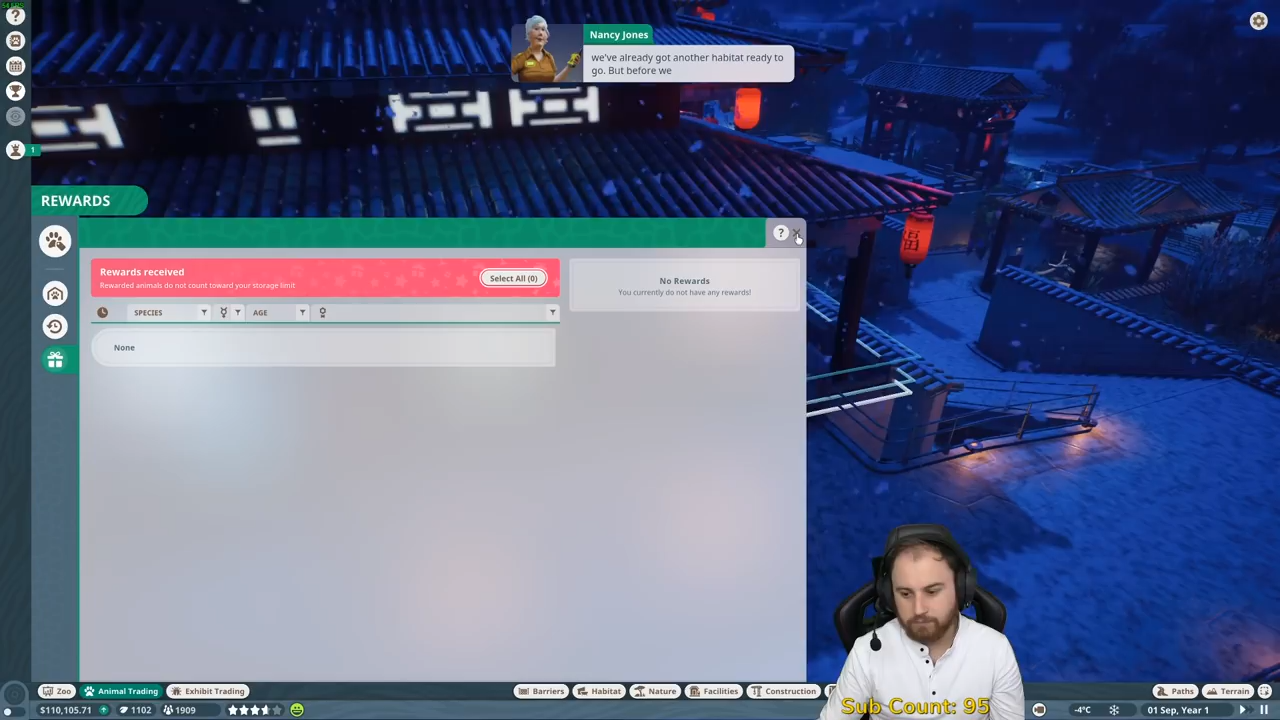 54 FPS
Nancy Jones
we've already got another habitat ready to
go. But before we
1
REWARDS
Rewards received
Rewarded animals do not count toward your storage limit
Select All (0)
No Rewards
You currently do not have any rewards!
SPECIES
AGE
None
Zoo
Animal Trading
Exhibit Trading
Barriers
Habitat
Nature
Facilities
Construction
Paths
Terrain
$110,105.71
1102
1909
Sub Count: 95
-4°C
01 Sep, Year 1